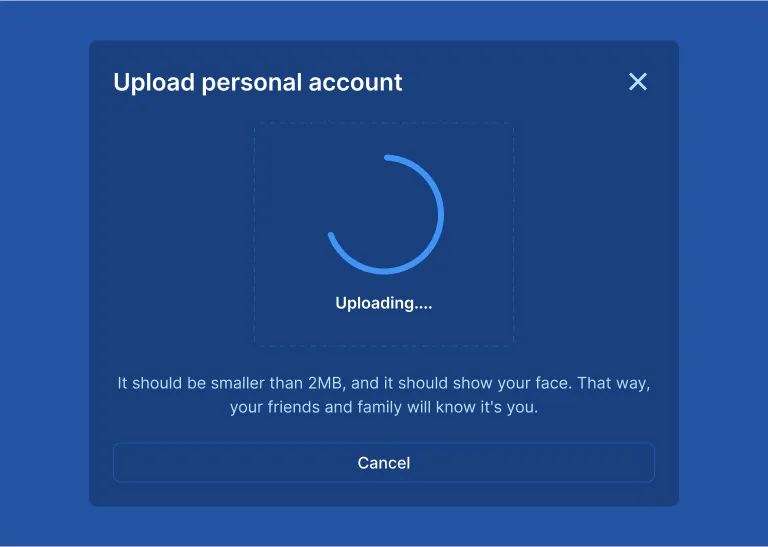 Upload personal account
Uploading....
It should be smaller than 2MB, and it should show your face. That way,
your friends and family will know it's you.
Cancel